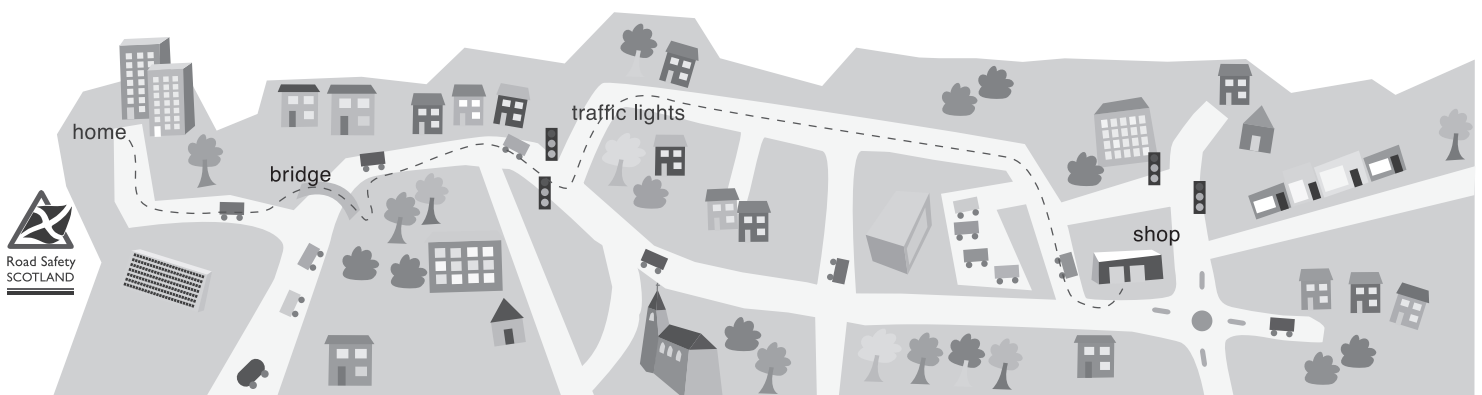 home
bridge
traffic lights
shop
Road Safety
SCOTLAND